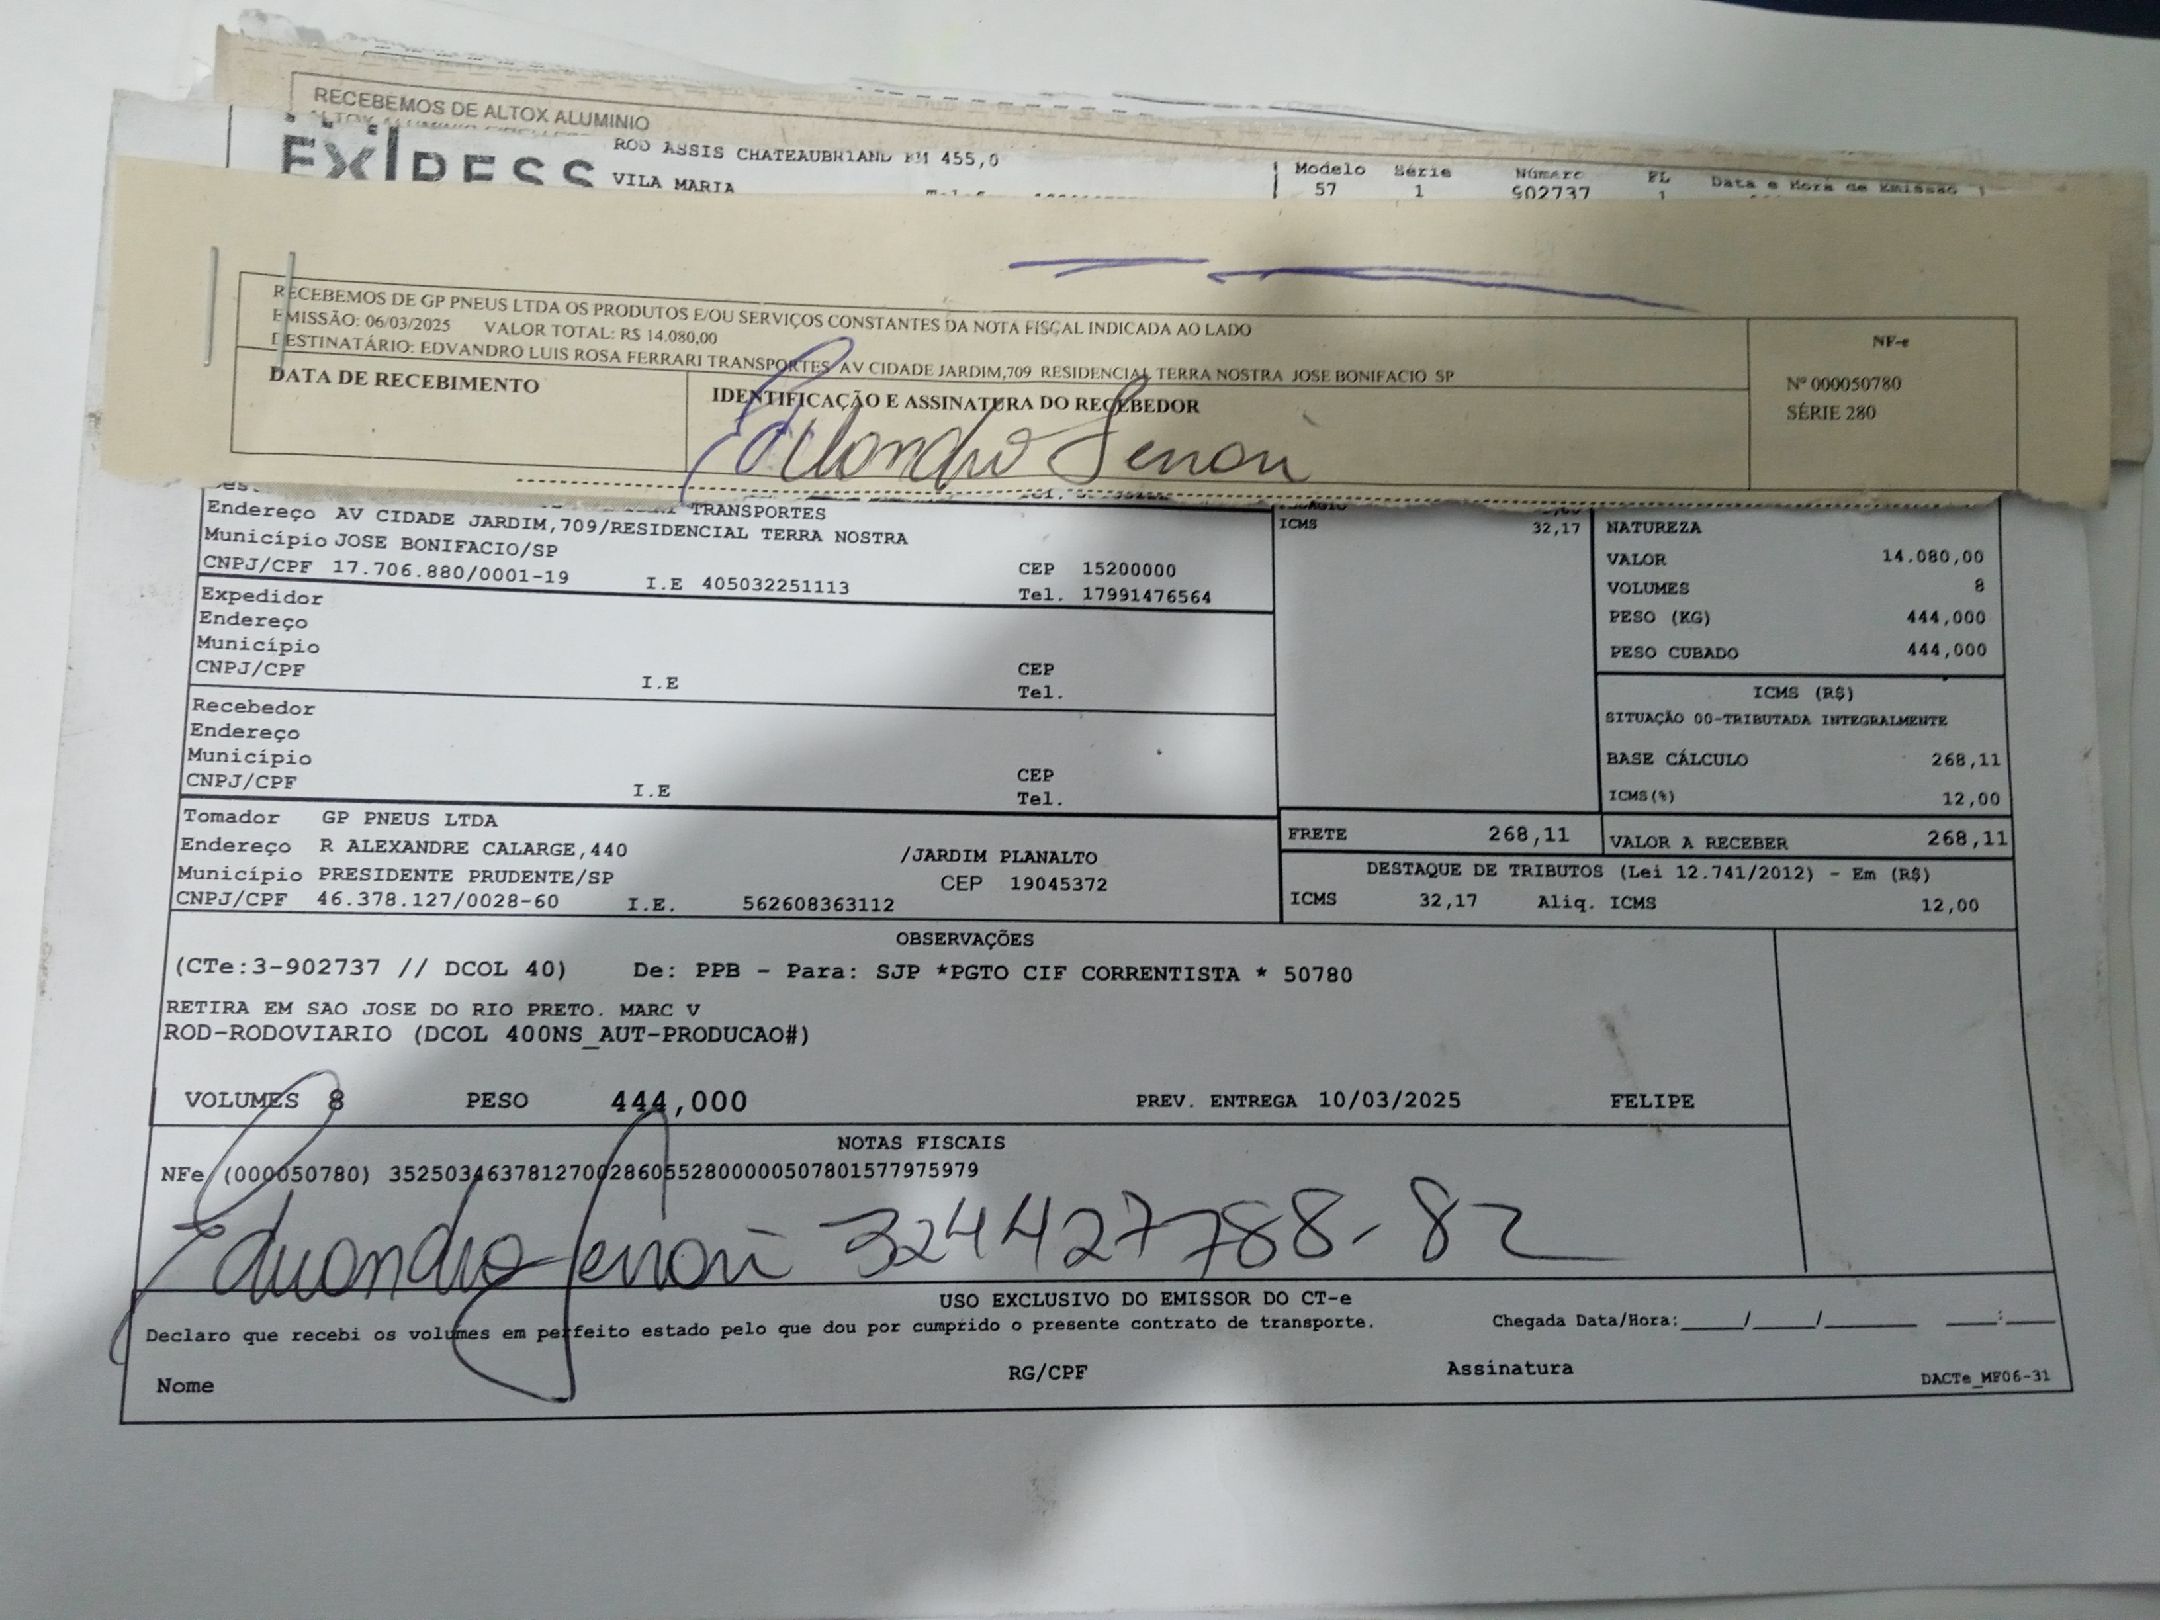 RECEBEMOS DE ALTOX ALUMINIO
EXPRESS
ROD ASSIS CHATEAUBRIAND KM 455,0
VILA MARIA
Modelo Série Número FL Data e Hora de Emissão
57 1 902737 1
RECEBEMOS DE GP PNEUS LTDA OS PRODUTOS E/OU SERVIÇOS CONSTANTES DA NOTA FISCAL INDICADA AO LADO
EMISSÃO: 06/03/2025 VALOR TOTAL: R$ 14.080,00
DESTINATÁRIO: EDVANDRO LUIS ROSA FERRARI TRANSPORTES AV CIDADE JARDIM,709 RESIDENCIAL TERRA NOSTRA JOSE BONIFACIO SP
DATA DE RECEBIMENTO
IDENTIFICAÇÃO E ASSINATURA DO RECEBEDOR
NF-e
Nº 000050780
SÉRIE 280
TRANSPORTES
Endereço AV CIDADE JARDIM,709/RESIDENCIAL TERRA NOSTRA
Município JOSE BONIFACIO/SP
CEP 15200000
CNPJ/CPF 17.706.880/0001-19 I.E 405032251113
Tel. 17991476564
Expedidor
Endereço
Município
CEP
CNPJ/CPF I.E
Tel.
Recebedor
Endereço
Município
CEP
CNPJ/CPF I.E
Tel.
Tomador GP PNEUS LTDA
Endereço R ALEXANDRE CALARGE,440 /JARDIM PLANALTO
Município PRESIDENTE PRUDENTE/SP CEP 19045372
CNPJ/CPF 46.378.127/0028-60 I.E. 562608363112
ICMS 32,17
NATUREZA
VALOR 14.080,00
VOLUMES 8
PESO (KG) 444,000
PESO CUBADO 444,000
ICMS (R$)
SITUAÇÃO 00-TRIBUTADA INTEGRALMENTE
BASE CÁLCULO 268,11
ICMS(%) 12,00
FRETE 268,11
VALOR A RECEBER 268,11
DESTAQUE DE TRIBUTOS (Lei 12.741/2012) - Em (R$)
ICMS 32,17 Aliq. ICMS 12,00
OBSERVAÇÕES
(CTe:3-902737 // DCOL 40) De: PPB - Para: SJP *PGTO CIF CORRENTISTA * 50780
RETIRA EM SAO JOSE DO RIO PRETO. MARC V
ROD-RODOVIARIO (DCOL 400NS_AUT-PRODUCAO#)
VOLUMES 8 PESO 444,000 PREV. ENTREGA 10/03/2025 FELIPE
NOTAS FISCAIS
NFe (000050780) 35250346378127002860552800000507801577975979
324427788-82
USO EXCLUSIVO DO EMISSOR DO CT-e
Declaro que recebi os volumes em perfeito estado pelo que dou por cumprido o presente contrato de transporte.
Chegada Data/Hora:____/____/______ ___:___
Nome RG/CPF Assinatura
DACTe_MF06-31